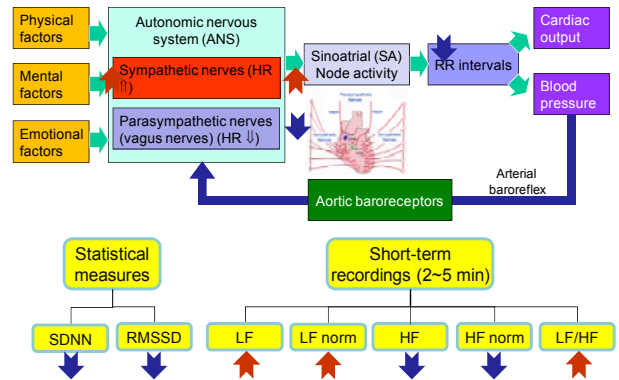 Physical
factors
Mental
factors
Emotional
factors
Autonomic nervous
system (ANS)
Sympathetic nerves (HR
⇑)
Parasympathetic nerves
(vagus nerves) (HR ⇓)
Sinoatrial (SA)
Node activity
RR intervals
Cardiac
output
Blood
pressure
Arterial
baroreflex
Aortic baroreceptors
Statistical
measures
SDNN
RMSSD
Short-term
recordings (2~5 min)
LF
LF norm
HF
HF norm
LF/HF